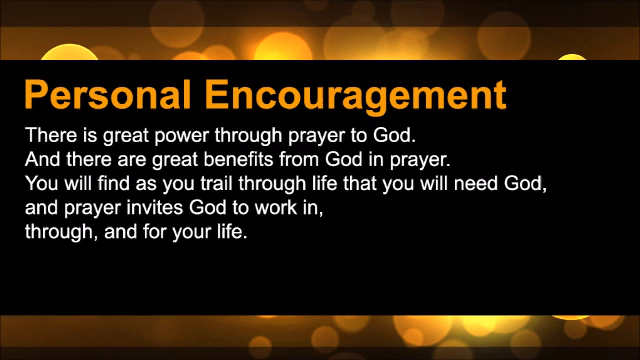 Personal Encouragement
There is great power through prayer to God.
And there are great benefits from God in prayer.
You will find as you trail through life that you will need God,
and prayer invites God to work in,
through, and for your life.